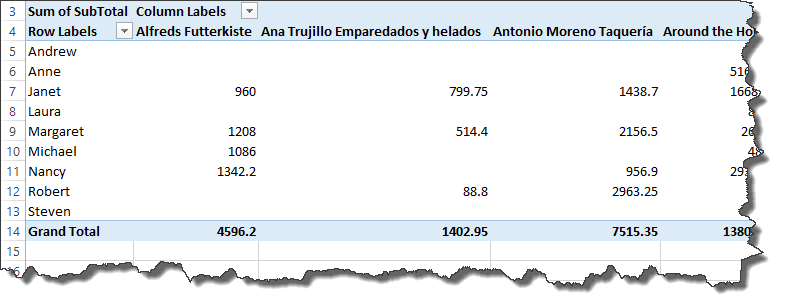 3 Sum of SubTotal Column Labels
4 Row Labels Alfreds Futterkiste Ana Trujillo Emparedados y helados Antonio Moreno Taquería Around the
5 Andrew
6 Anne
7 Janet 960 799.75 1438.7
8 Laura
9 Margaret 1208 514.4 2156.5
10 Michael 1086
11 Nancy 1342.2 956.9
12 Robert 88.8 2963.25
13 Steven
14 Grand Total 4596.2 1402.95 7515.35
15